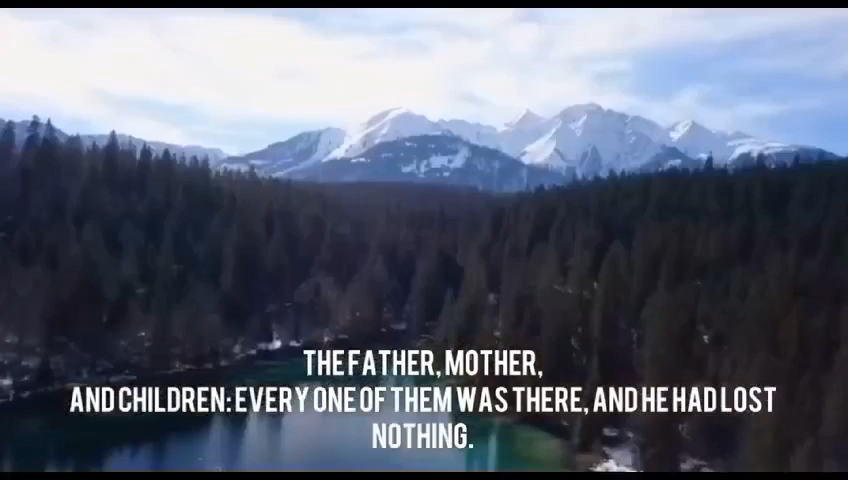 THE FATHER, MOTHER,
AND CHILDREN: EVERY ONE OF THEM WAS THERE, AND HE HAD LOST
NOTHING.